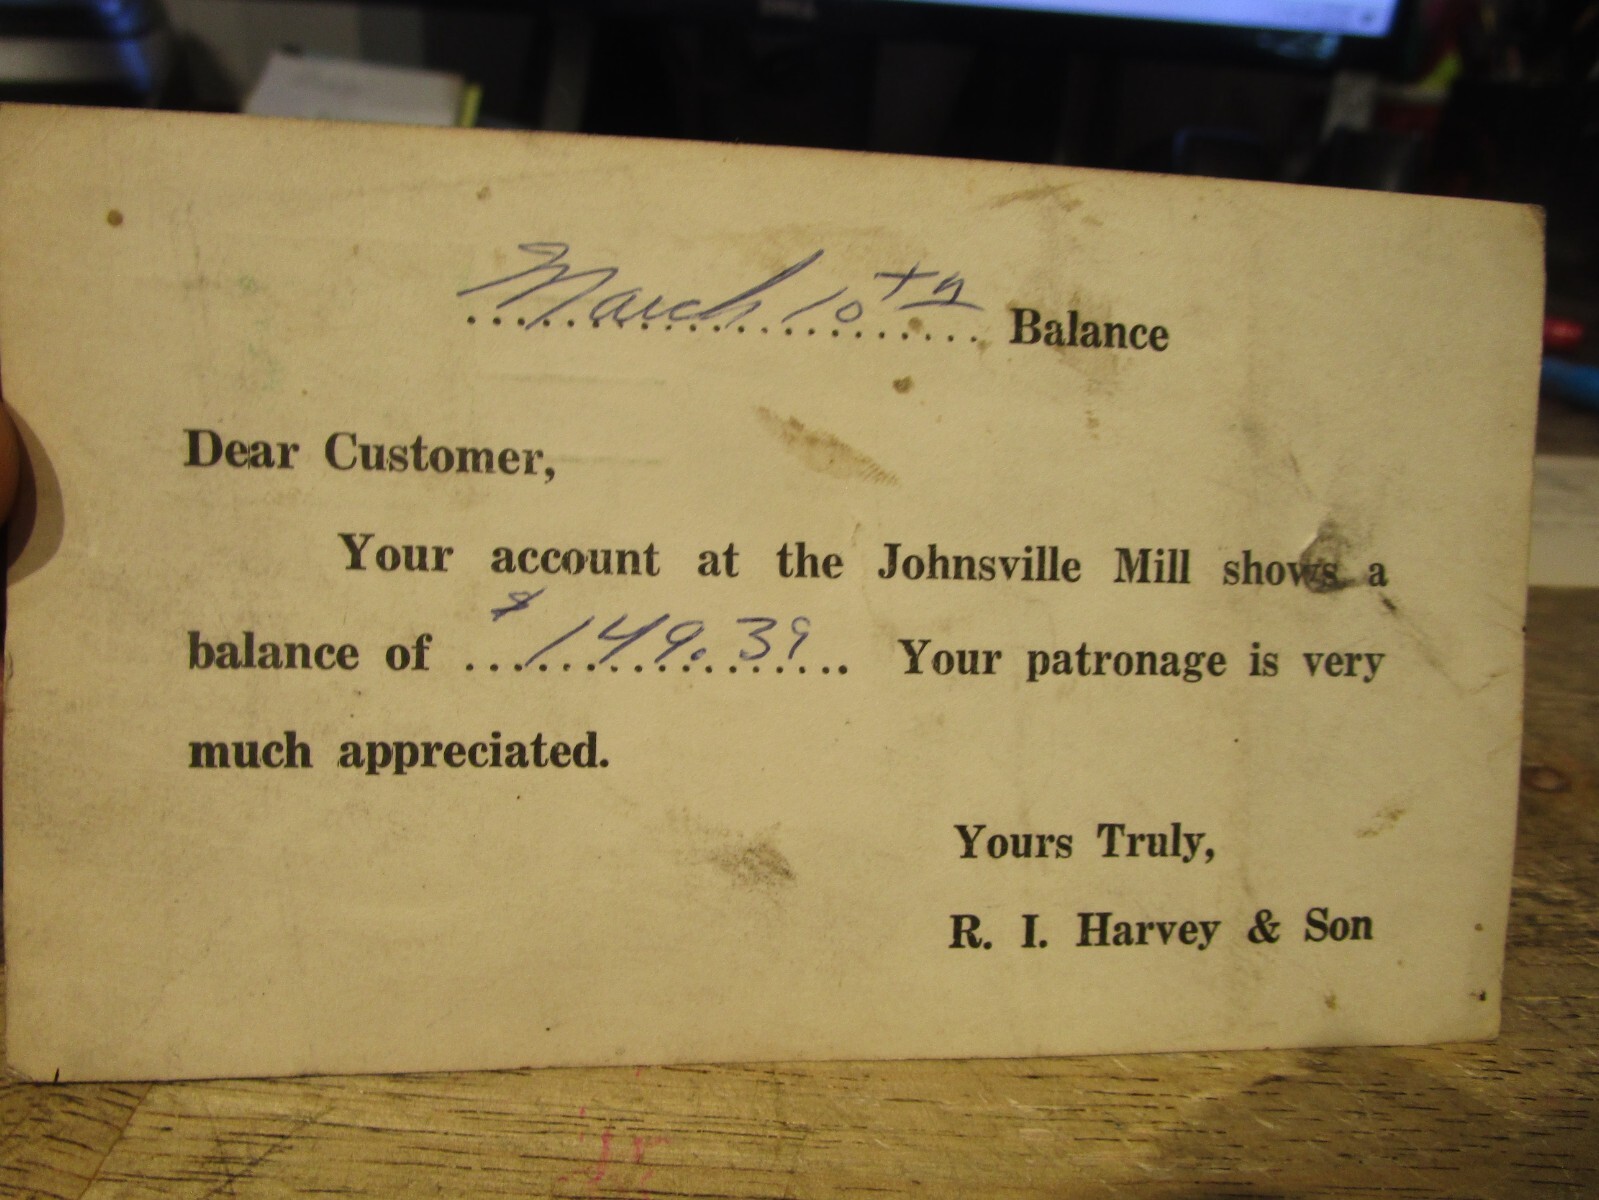 DELL
March 10th Balance
Dear Customer,
Your account at the Johnsville Mill shows a
balance of $149.39 Your patronage is very
much appreciated.
Yours Truly,
R. I. Harvey & Son